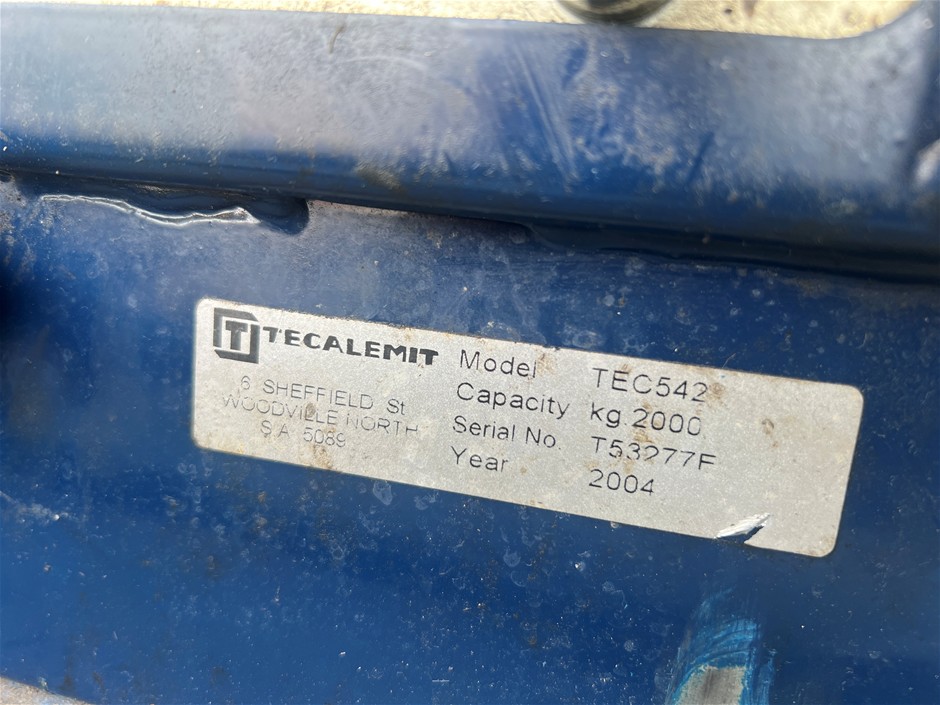 T TECALEMIT
6 SHEFFIELD St
WOODVILLE NORTH
S.A. 5089
Model TEC542
Capacity kg.2000
Serial No. T53277F
Year 2004